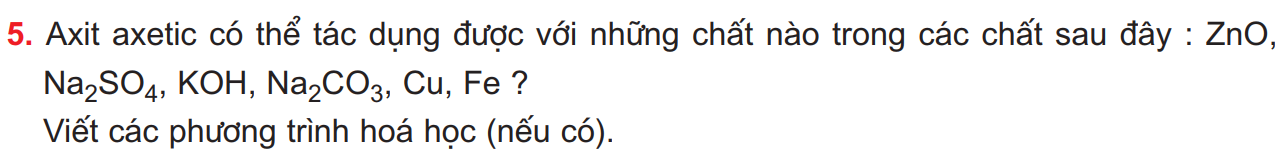 5. Axit axetic có thể tác dụng được với những chất nào trong các chất sau đây : ZnO,
Na₂SO₄, KOH, Na₂CO₃, Cu, Fe ?
Viết các phương trình hoá học (nếu có).